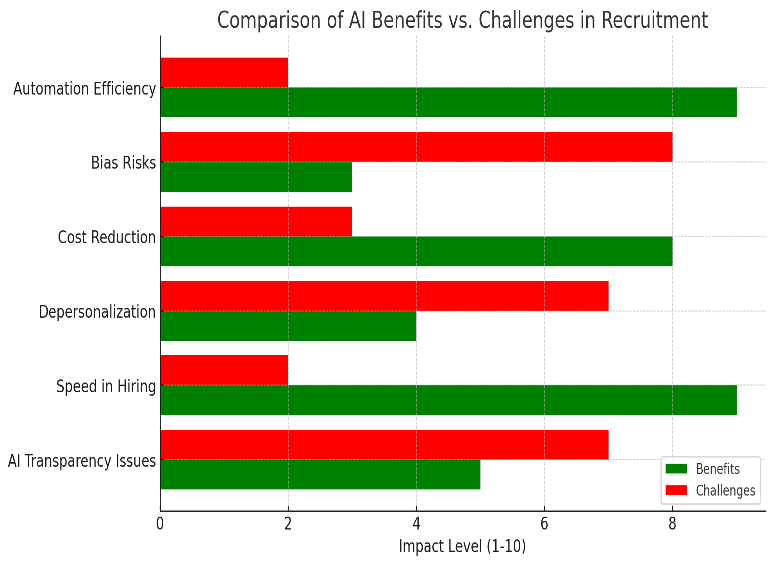 Comparison of AI Benefits vs. Challenges in Recruitment
Automation Efficiency
Bias Risks
Cost Reduction
Depersonalization
Speed in Hiring
AI Transparency Issues
Benefits
Challenges
0 2 4 6 8
Impact Level (1-10)